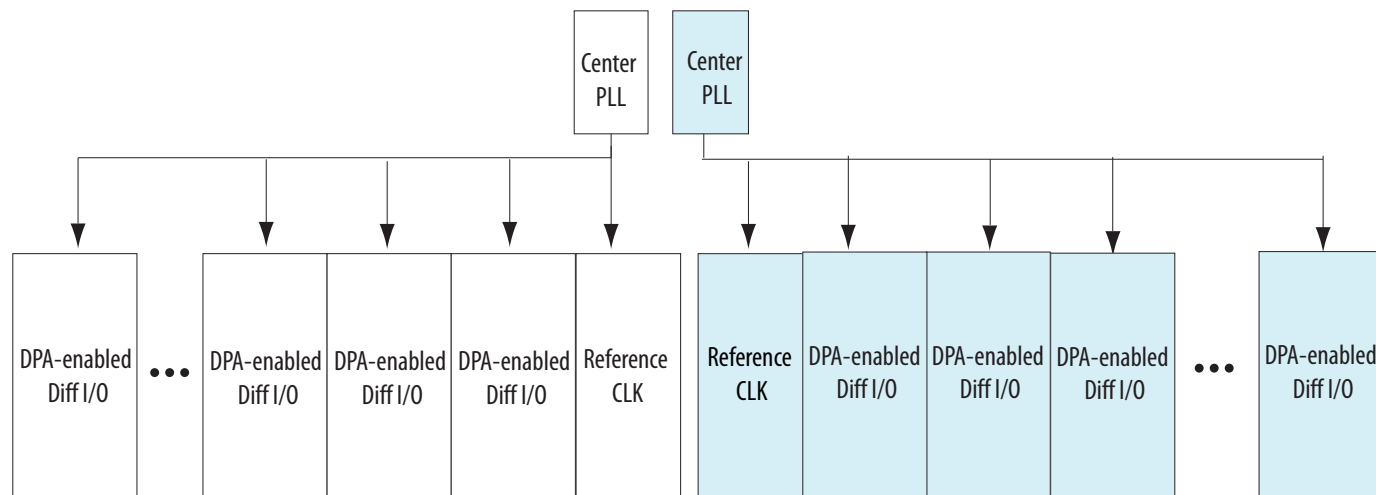 Center
PLL
Center
PLL
DPA-enabled
Diff I/O
•••
DPA-enabled
Diff I/O
DPA-enabled
Diff I/O
DPA-enabled
Diff I/O
Reference
CLK
Reference
CLK
DPA-enabled
Diff I/O
DPA-enabled
Diff I/O
DPA-enabled
Diff I/O
•••
DPA-enabled
Diff I/O